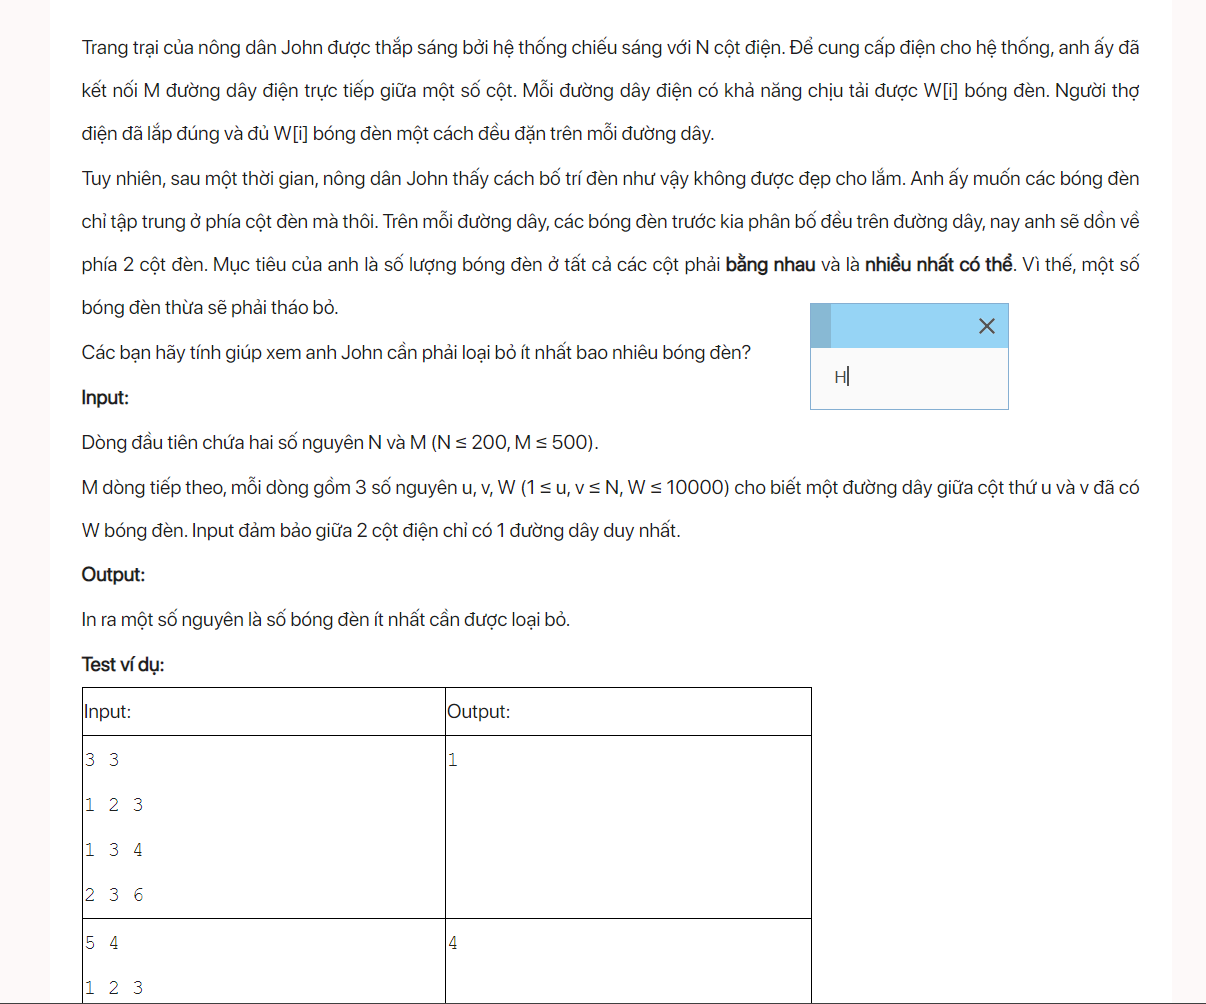 Trang trại của nông dân John được thắp sáng bởi hệ thống chiếu sáng với N cột điện. Để cung cấp điện cho hệ thống, anh ấy đã
kết nối M đường dây điện trực tiếp giữa một số cột. Mỗi đường dây điện có khả năng chịu tải được W[i] bóng đèn. Người thợ
điện đã lắp đúng và đủ W[i] bóng đèn một cách đều đặn trên mỗi đường dây.
Tuy nhiên, sau một thời gian, nông dân John thấy cách bố trí đèn như vậy không được đẹp cho lắm. Anh ấy muốn các bóng đèn
chỉ tập trung ở phía cột đèn mà thôi. Trên mỗi đường dây, các bóng đèn trước kia phân bố đều trên đường dây, nay anh sẽ dồn về
phía 2 cột đèn. Mục tiêu của anh là số lượng bóng đèn ở tất cả các cột phải bằng nhau và là nhiều nhất có thể. Vì thế, một số
bóng đèn thừa sẽ phải tháo bỏ.
Các bạn hãy tính giúp xem anh John cần phải loại bỏ ít nhất bao nhiêu bóng đèn?
H
Input:
Dòng đầu tiên chứa hai số nguyên N và M (N ≤ 200, M ≤ 500).
M dòng tiếp theo, mỗi dòng gồm 3 số nguyên u, v, W (1 ≤ u, v ≤ N, W ≤ 10000) cho biết một đường dây giữa cột thứ u và v đã có
W bóng đèn. Input đảm bảo giữa 2 cột điện chỉ có 1 đường dây duy nhất.
Output:
In ra một số nguyên là số bóng đèn ít nhất cần được loại bỏ.
Test ví dụ:
Input: Output:
3 3 1
1 2 3
1 3 4
2 3 6
5 4 4
1 2 3